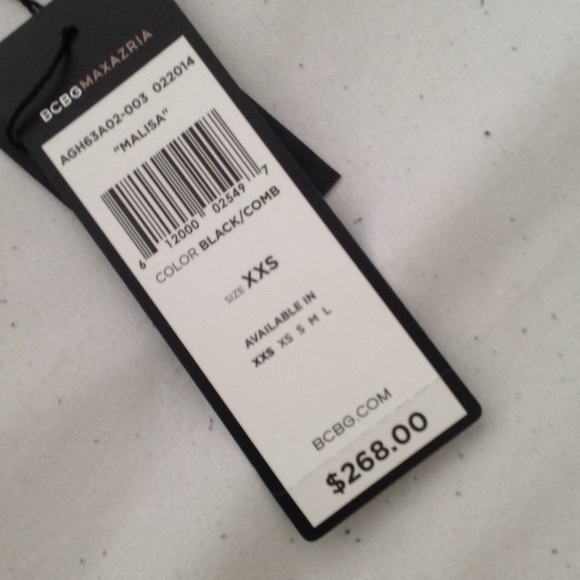 BCBGMAXAZRIA
AGH63A02-003 022014
"MALISA"
6 12000 02549 7
COLOR BLACK/COMB
SIZE XXS
AVAILABLE IN
XXS XS S M L
BCBG.COM
$268.00